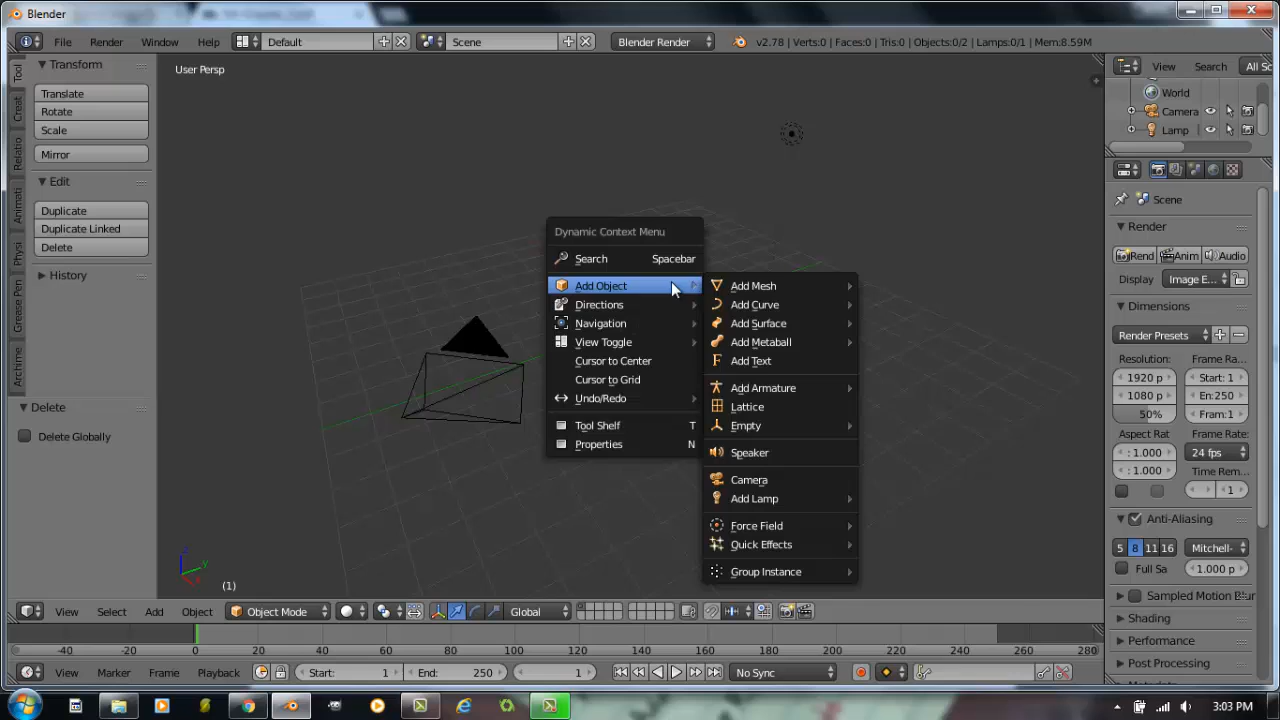 Blender
File Render Window Help Default Scene Blender Render v2.78 | Verts:0 | Faces:0 | Tris:0 | Objects:0/2 | Lamps:0/1 | Mem:8.59M
Tool
Creat
Relatio
Animati
Physi
Grease Pen
Archime
Transform
Translate
Rotate
Scale
Mirror
Edit
Duplicate
Duplicate Linked
Delete
History
Delete
Delete Globally
User Persp
(1)
Dynamic Context Menu
Search Spacebar
Add Object
Directions
Navigation
View Toggle
Cursor to Center
Cursor to Grid
Undo/Redo
Tool Shelf T
Properties N
Add Mesh
Add Curve
Add Surface
Add Metaball
Add Text
Add Armature
Lattice
Empty
Speaker
Camera
Add Lamp
Force Field
Quick Effects
Group Instance
View Search All Sc
World
Camera
Lamp
Scene
Render
Rend Anim Audio
Display Image E...
Dimensions
Render Presets
Resolution: Frame Ra...
1920 p Start: 1
1080 p En:250
50% Fram:1
Aspect Rat Frame Rate:
: 1.000 24 fps
: 1.000 Time Rem...
1
Anti-Aliasing
5 8 11 16 Mitchell-
Full Sa 1.000 p
Sampled Motion Blur
Shading
Performance
Post Processing
z
y
x
View Select Add Object Object Mode Global
-40 -20 0 20 40 60 80 100 120 140 160 180 200 220 240 260 280
View Marker Frame Playback Start: 1 End: 250 1 No Sync
3:03 PM